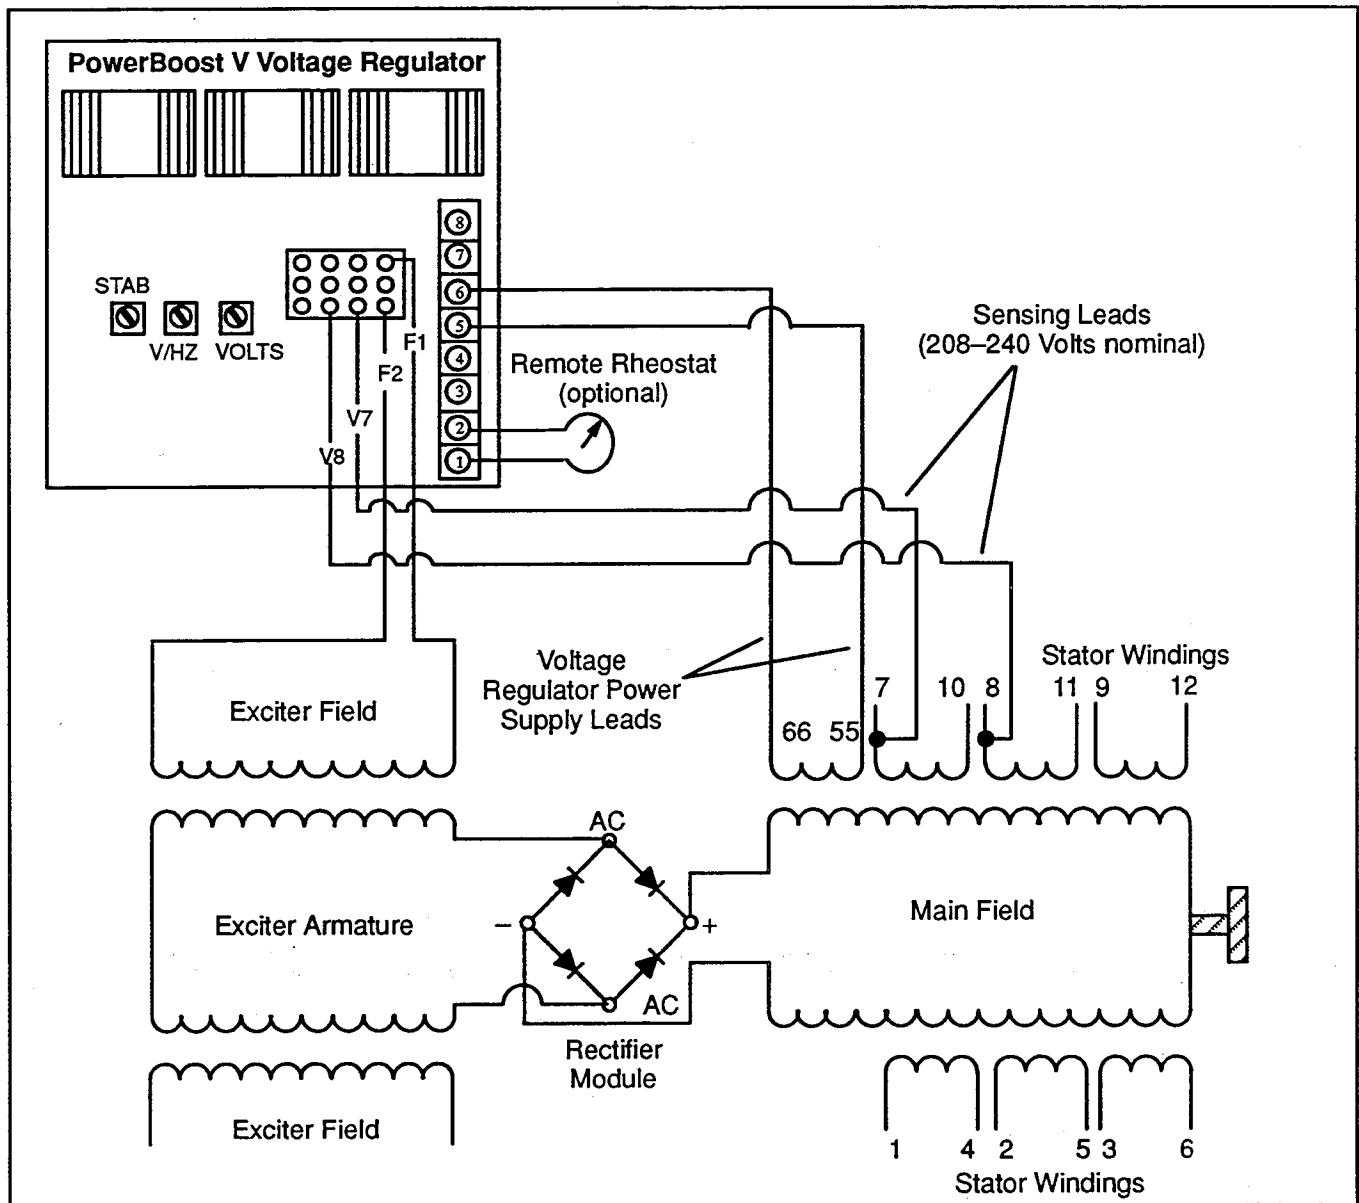 PowerBoost V Voltage Regulator
8
7
6
5
4
3
2
1
STAB
V/HZ
VOLTS
F1
F2
V7
V8
Remote Rheostat
(optional)
Sensing Leads
(208–240 Volts nominal)
Voltage
Regulator Power
Supply Leads
Stator Windings
7
10
8
11
9
12
66
55
Exciter Field
AC
Exciter Armature
–
+
Main Field
AC
Rectifier
Module
Exciter Field
1
4
2
5
3
6
Stator Windings